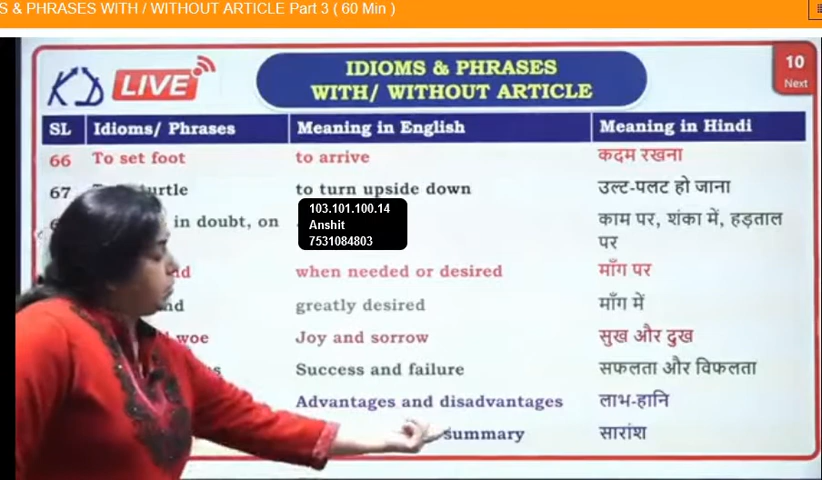 S & PHRASES WITH / WITHOUT ARTICLE Part 3 ( 60 Min )
KD LIVE
IDIOMS & PHRASES
WITH/ WITHOUT ARTICLE
10
Next
SL Idioms/ Phrases Meaning in English Meaning in Hindi
66 To set foot to arrive कदम रखना
67 turtle to turn upside down उल्ट-पलट हो जाना
in doubt, on काम पर, शंका में, हड़ताल
पर
103.101.100.14
Anshit
7531084803
when needed or desired माँग पर
greatly desired माँग में
woe Joy and sorrow सुख और दुख
Success and failure सफलता और विफलता
Advantages and disadvantages लाभ-हानि
summary सारांश